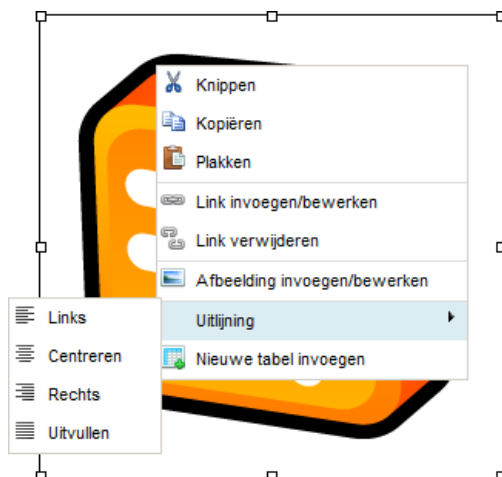 Knippen
Kopiëren
Plakken
Link invoegen/bewerken
Link verwijderen
Afbeelding invoegen/bewerken
Uitlijning
Nieuwe tabel invoegen
Links
Centreren
Rechts
Uitvullen